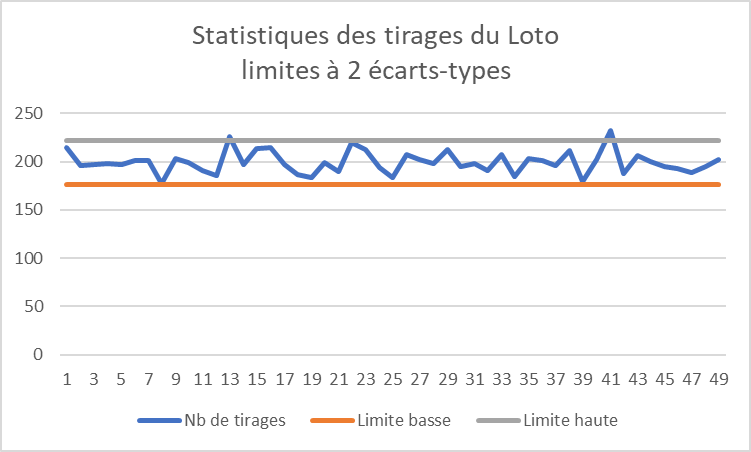 Statistiques des tirages du Loto
limites à 2 écarts-types
250
200
150
100
50
0
1 3 5 7 9 11 13 15 17 19 21 23 25 27 29 31 33 35 37 39 41 43 45 47 49
Nb de tirages Limite basse Limite haute